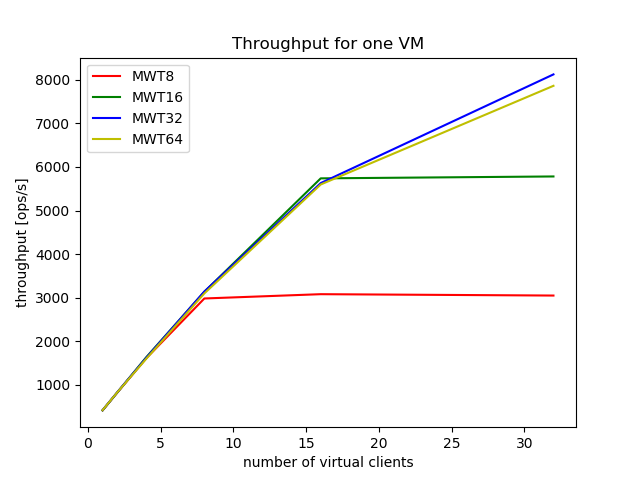 Throughput for one VM
MWT8
MWT16
MWT32
MWT64
throughput [ops/s]
8000
7000
6000
5000
4000
3000
2000
1000
0 5 10 15 20 25 30
number of virtual clients